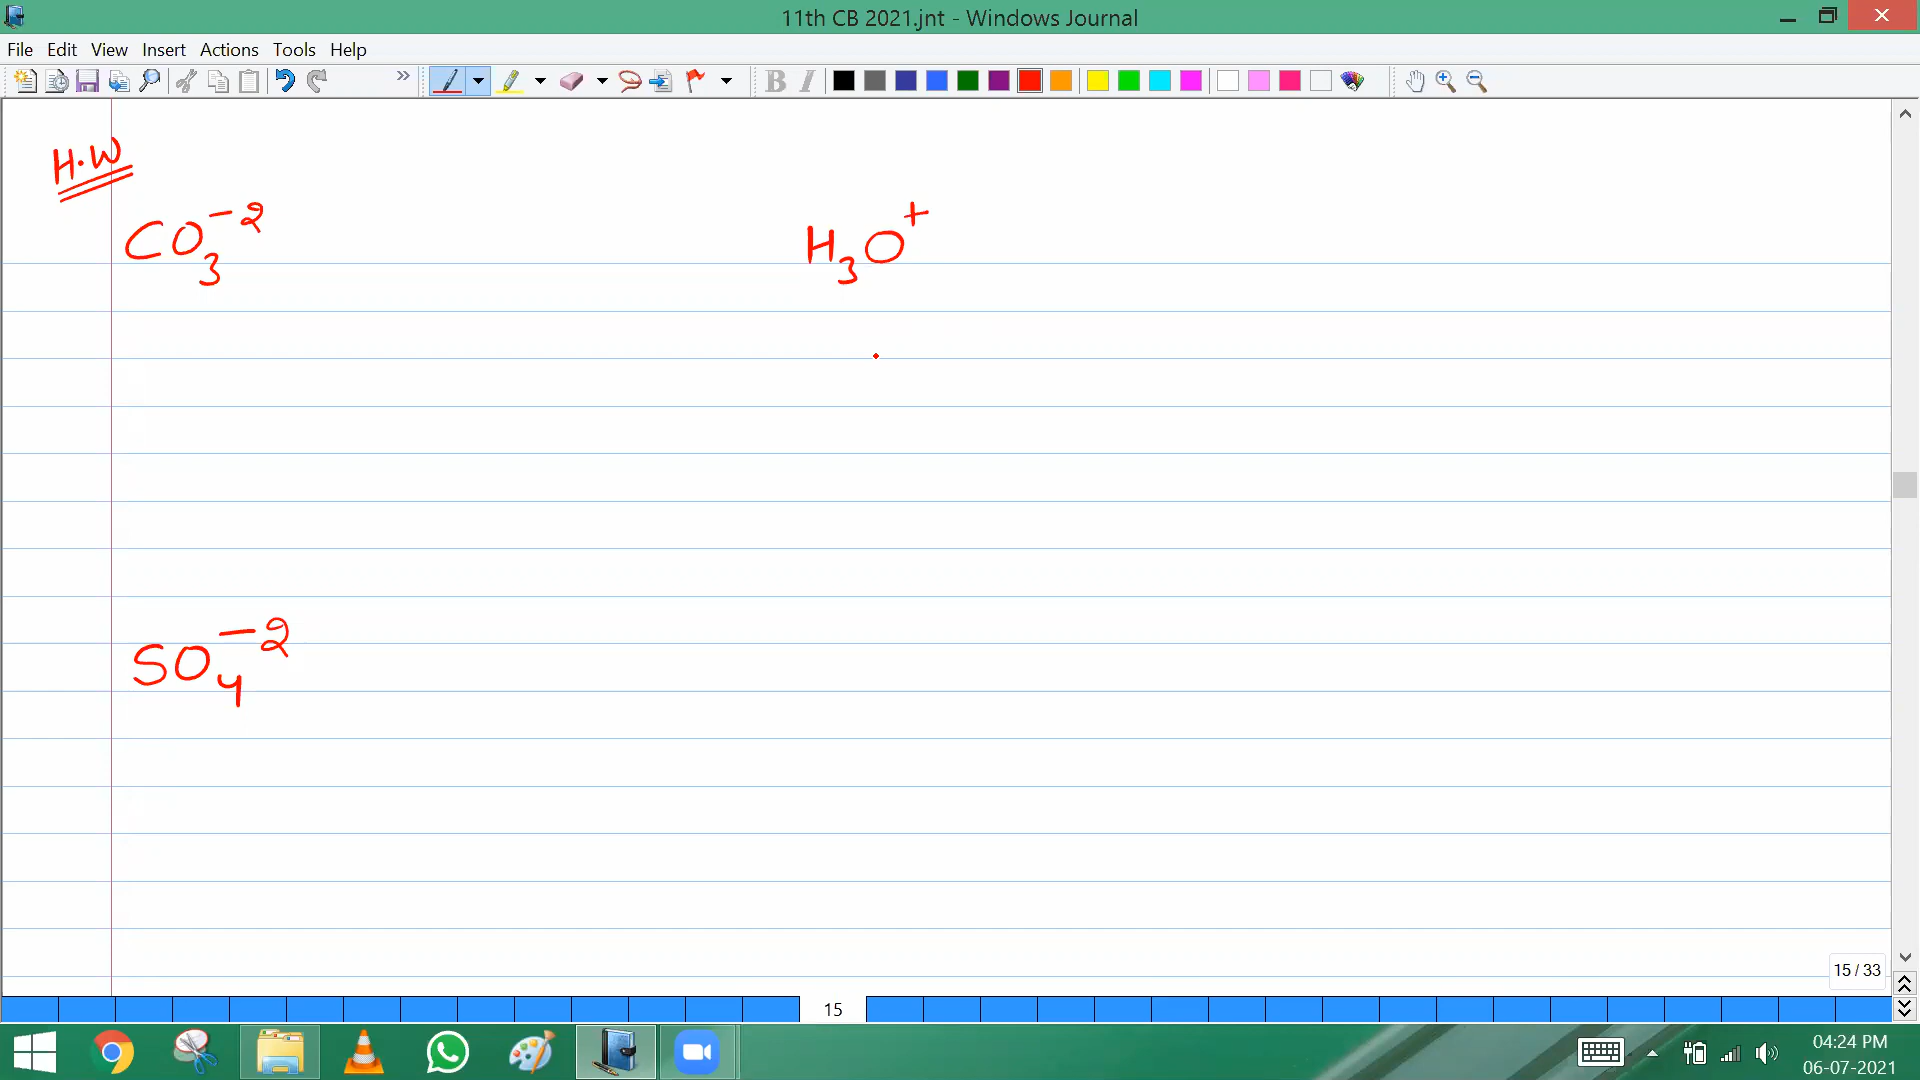 11th CB 2021.jnt - Windows Journal
File Edit View Insert Actions Tools Help
H.W
CO₃⁻² H₃O⁺
SO₄⁻²
15 / 33
15
04:24 PM
06-07-2021